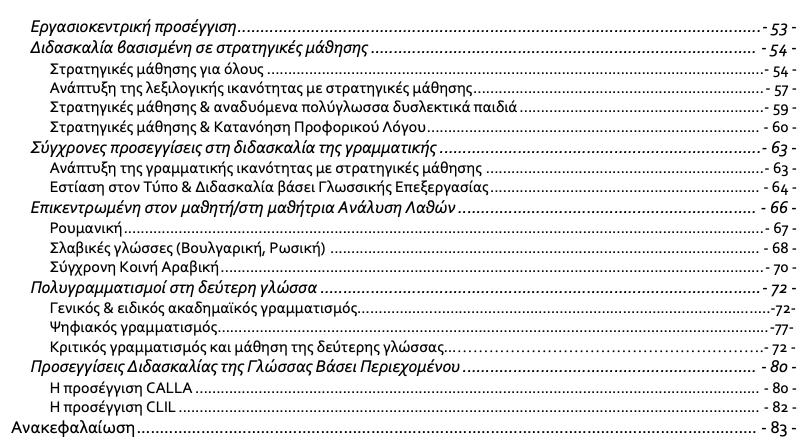 Εργασιοκεντρική προσέγγιση.......... - 53 -
Διδασκαλία βασισμένη σε στρατηγικές μάθησης .......... - 54 -
Στρατηγικές μάθησης για όλους .......... - 54 -
Ανάπτυξη της λεξιλογικής ικανότητας με στρατηγικές μάθησης.......... - 57 -
Στρατηγικές μάθησης & αναδυόμενα πολύγλωσσα δυσλεκτικά παιδιά .......... - 59 -
Στρατηγικές μάθησης & Κατανόηση Προφορικού Λόγου.......... - 60 -
Σύγχρονες προσεγγίσεις στη διδασκαλία της γραμματικής .......... - 63 -
Ανάπτυξη της γραμματικής ικανότητας με στρατηγικές μάθησης .......... - 63 -
Εστίαση στον Τύπο & Διδασκαλία βάσει Γλωσσικής Επεξεργασίας.......... - 64 -
Επικεντρωμένη στον μαθητή/στη μαθήτρια Ανάλυση Λαθών .......... - 66 -
Ρουμανική.......... - 67 -
Σλαβικές γλώσσες (Βουλγαρική, Ρωσική) .......... - 68 -
Σύγχρονη Κοινή Αραβική.......... - 70 -
Πολυγραμματισμοί στη δεύτερη γλώσσα .......... - 72 -
Γενικός & ειδικός ακαδημαϊκός γραμματισμός..........-72-
Ψηφιακός γραμματισμός..........-77-
Κριτικός γραμματισμός και μάθηση της δεύτερης γλώσσας.......... - 72 -
Προσεγγίσεις Διδασκαλίας της Γλώσσας Βάσει Περιεχομένου .......... - 80 -
Η προσέγγιση CALLA .......... - 80 -
Η προσέγγιση CLIL .......... - 82 -
Ανακεφαλαίωση.......... - 83 -